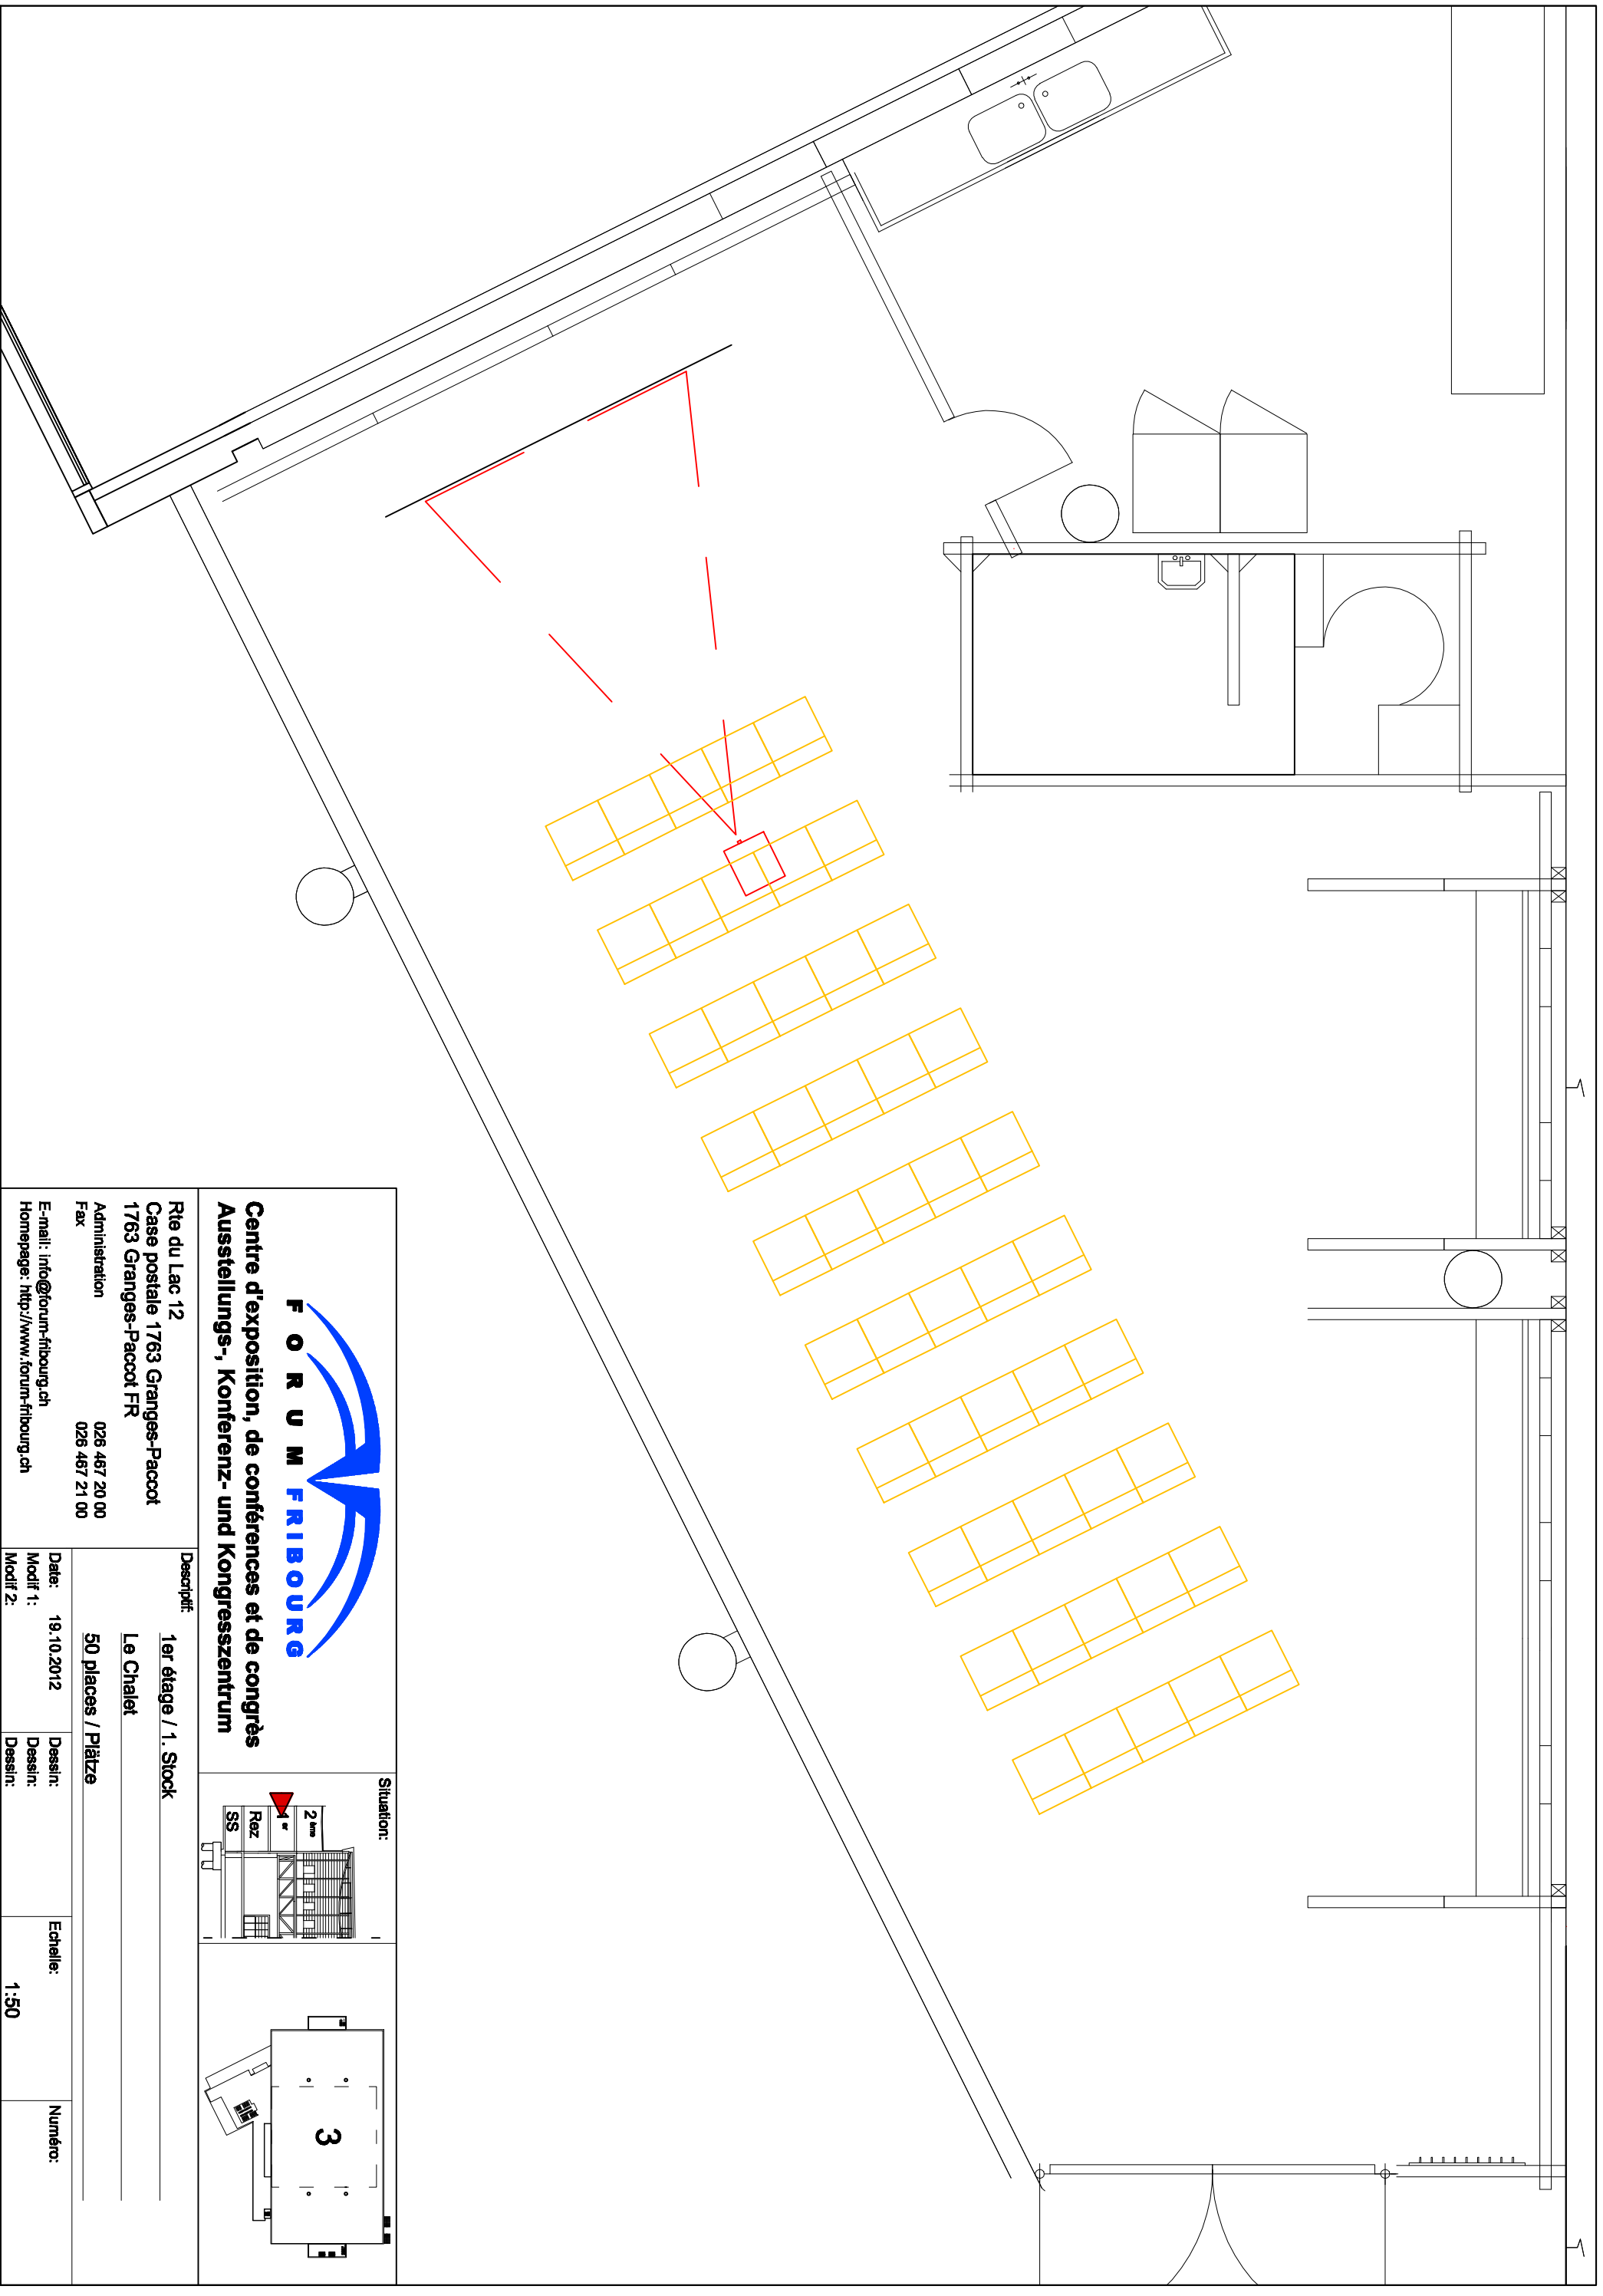 FORUM FRIBOURG
Centre d'exposition, de conférences et de congrès
Ausstellungs-, Konferenz- und Kongresszentrum
Rte du Lac 12
Case postale 1763 Granges-Paccot
1763 Granges-Paccot FR
Administration 026 467 20 00
Fax 026 467 21 00
E-mail: info@forum-fribourg.ch
Homepage: http://www.forum-fribourg.ch
Situation:
2 ème
1 er
Rez
SS
3
Descriptif:
1er étage / 1. Stock
Le Chalet
50 places / Plätze
Date: 19.10.2012 Dessin:
Modif 1: Dessin:
Modif 2: Dessin:
Echelle:
1:50
Numéro: